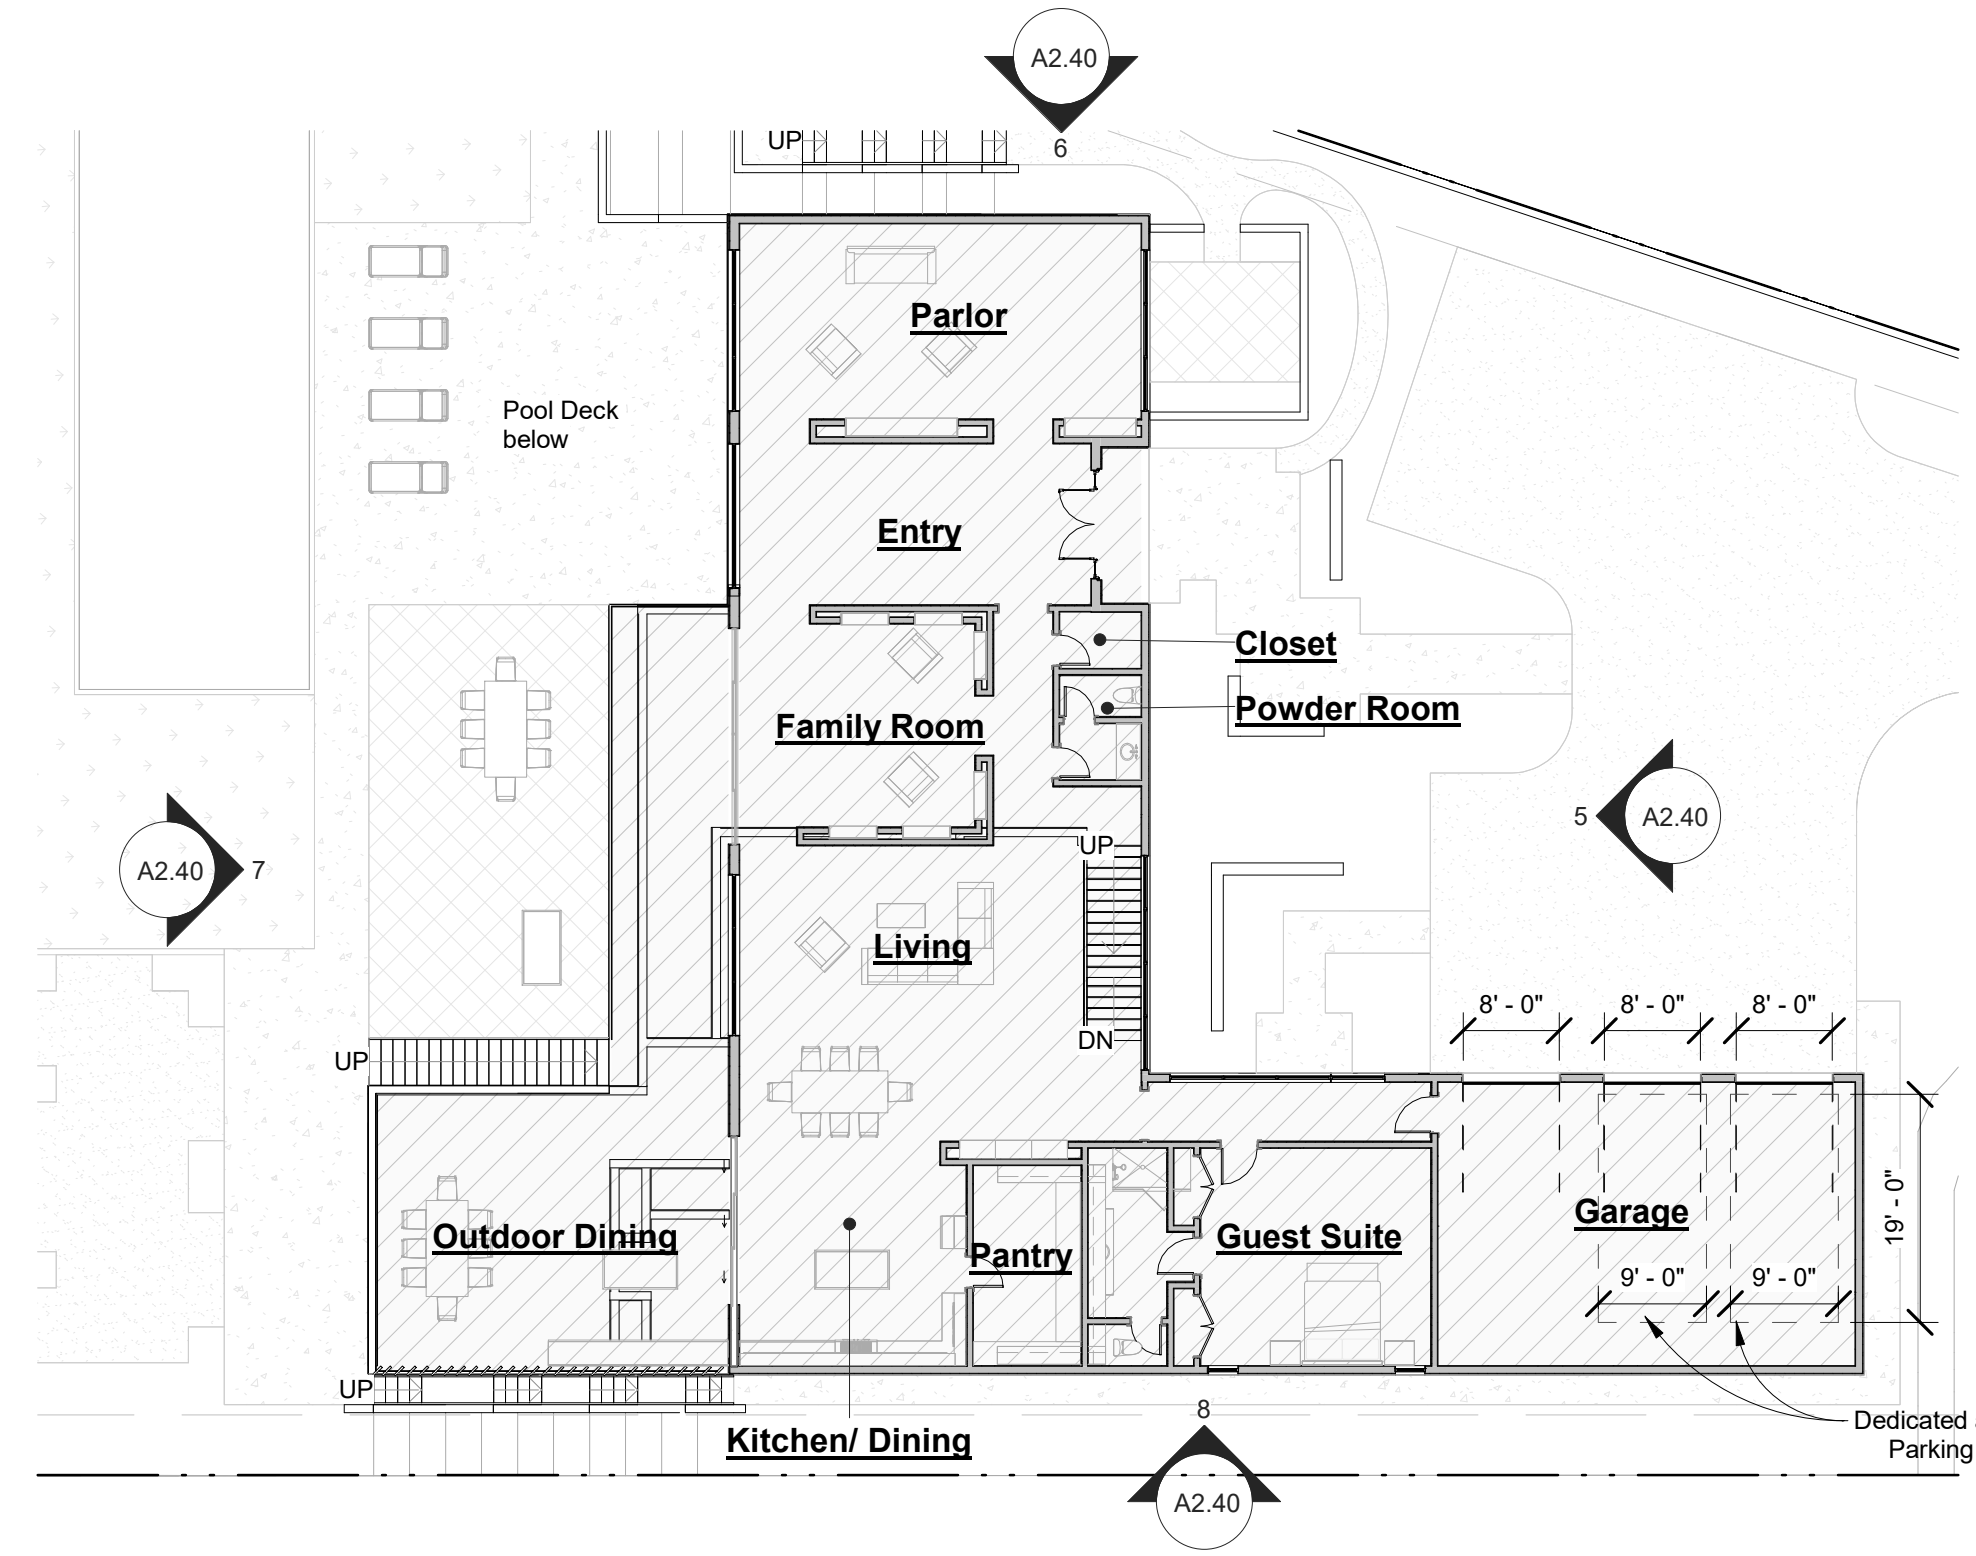 A2.40
6
UP
Parlor
Pool Deck
below
Entry
Closet
Powder Room
Family Room
A2.40
7
5
A2.40
UP
Living
DN
UP
8' - 0"
8' - 0"
8' - 0"
19' - 0"
Garage
Outdoor Dining
Pantry
Guest Suite
9' - 0"
9' - 0"
UP
Kitchen/ Dining
8
A2.40
Dedicated
Parking